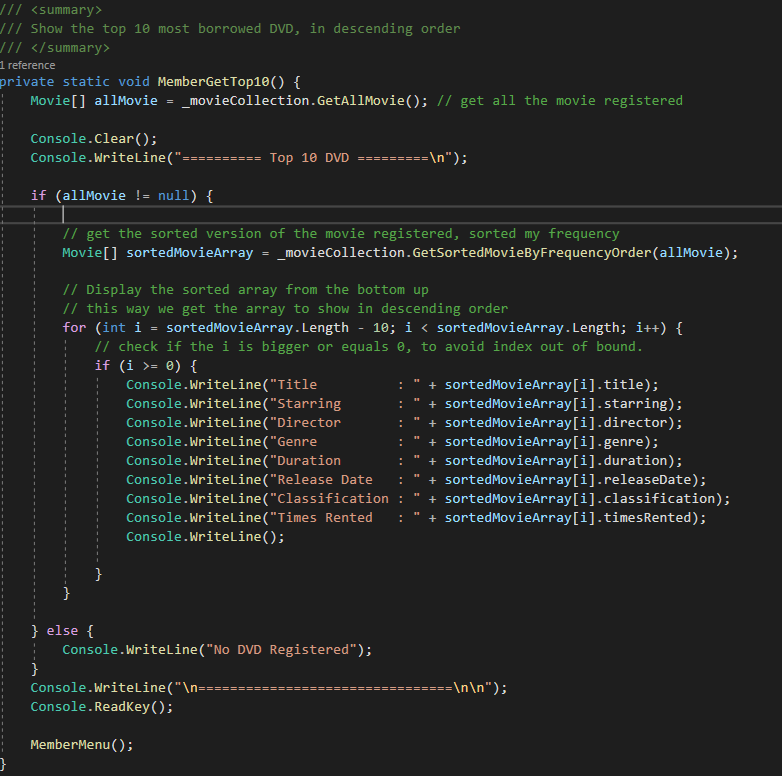 /// <summary>
/// Show the top 10 most borrowed DVD, in descending order
/// </summary>
1 reference
private static void MemberGetTop10() {
Movie[] allMovie = _movieCollection.GetAllMovie(); // get all the movie registered
Console.Clear();
Console.WriteLine("========== Top 10 DVD =========\n");
if (allMovie != null) {
// get the sorted version of the movie registered, sorted my frequency
Movie[] sortedMovieArray = _movieCollection.GetSortedMovieByFrequencyOrder(allMovie);
// Display the sorted array from the bottom up
// this way we get the array to show in descending order
for (int i = sortedMovieArray.Length - 10; i < sortedMovieArray.Length; i++) {
// check if the i is bigger or equals 0, to avoid index out of bound.
if (i >= 0) {
Console.WriteLine("Title          : " + sortedMovieArray[i].title);
Console.WriteLine("Starring       : " + sortedMovieArray[i].starring);
Console.WriteLine("Director       : " + sortedMovieArray[i].director);
Console.WriteLine("Genre          : " + sortedMovieArray[i].genre);
Console.WriteLine("Duration       : " + sortedMovieArray[i].duration);
Console.WriteLine("Release Date   : " + sortedMovieArray[i].releaseDate);
Console.WriteLine("Classification : " + sortedMovieArray[i].classification);
Console.WriteLine("Times Rented   : " + sortedMovieArray[i].timesRented);
Console.WriteLine();
}
}
} else {
Console.WriteLine("No DVD Registered");
}
Console.WriteLine("\n================================\n\n");
Console.ReadKey();
MemberMenu();
}